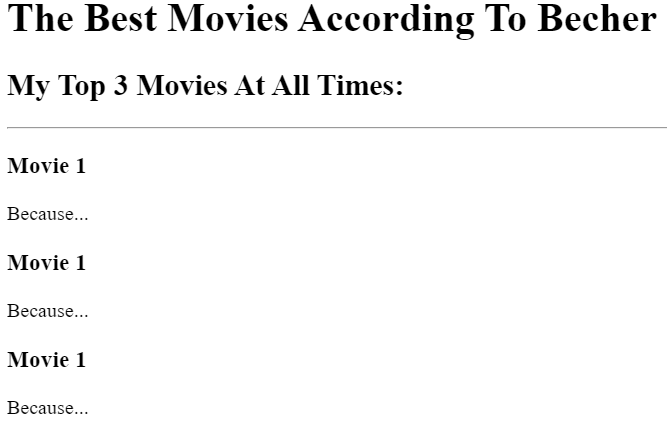 The Best Movies According To Becher
My Top 3 Movies At All Times:
Movie 1
Because...
Movie 1
Because...
Movie 1
Because...